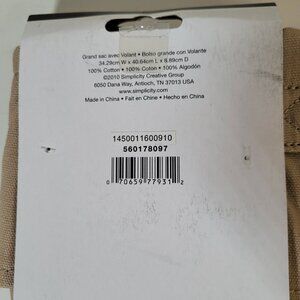 Grand sac avec Volant • Bolso grande con Volante
34.29cm W x 40.64cm L x 8.89cm D
100% Cotton • 100% Coton • 100% Algodón
©2010 Simplicity Creative Group
6050 Dana Way, Antioch, TN 37013 USA
www.simplicity.com
Made in China • Fait en Chine • Hecho en China
1450011600910
560178097
0 70659 77931 2